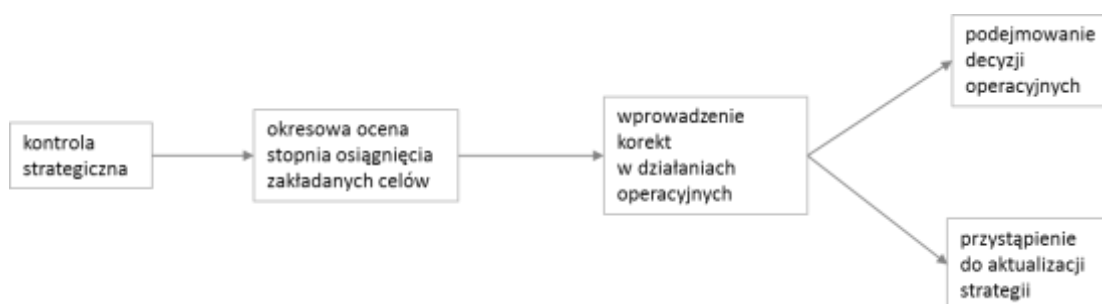 kontrola
strategiczna
okresowa ocena
stopnia osiągnięcia
zakładanych celów
wprowadzenie
korekt
w działaniach
operacyjnych
podejmowanie
decyzji
operacyjnych
przystąpienie
do aktualizacji
strategii